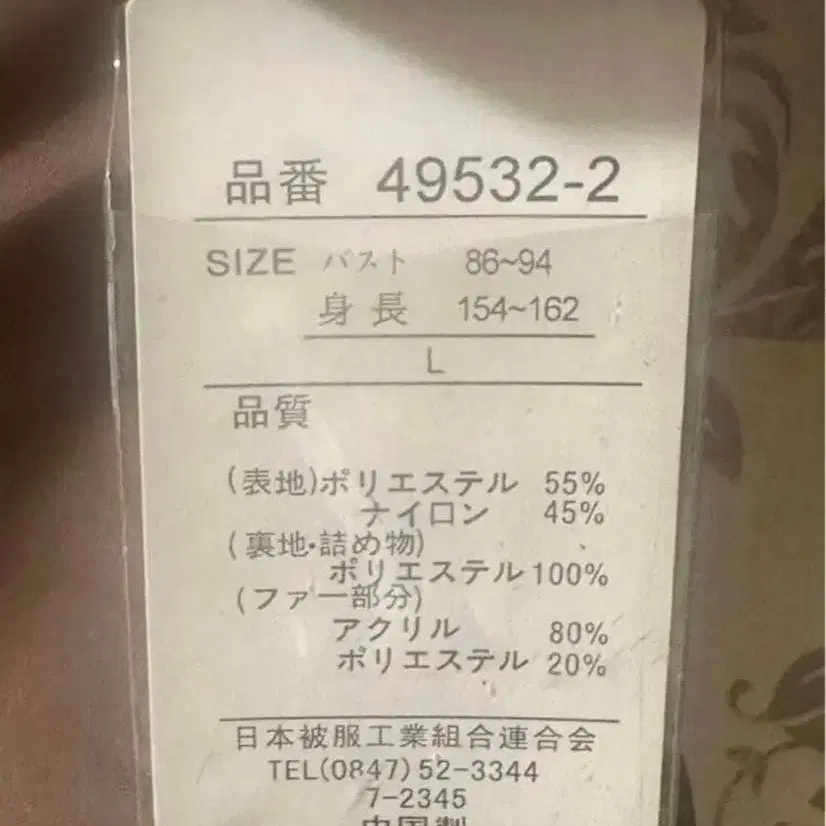 品番 49532-2
SIZE バスト 86~94
身長 154~162
L
品質
(表地)ポリエステル 55%
ナイロン 45%
(裏地・詰め物)
ポリエステル 100%
(ファー部分)
アクリル 80%
ポリエステル 20%
日本被服工業組合連合会
TEL(0847)52-3344
7-2345
中国製